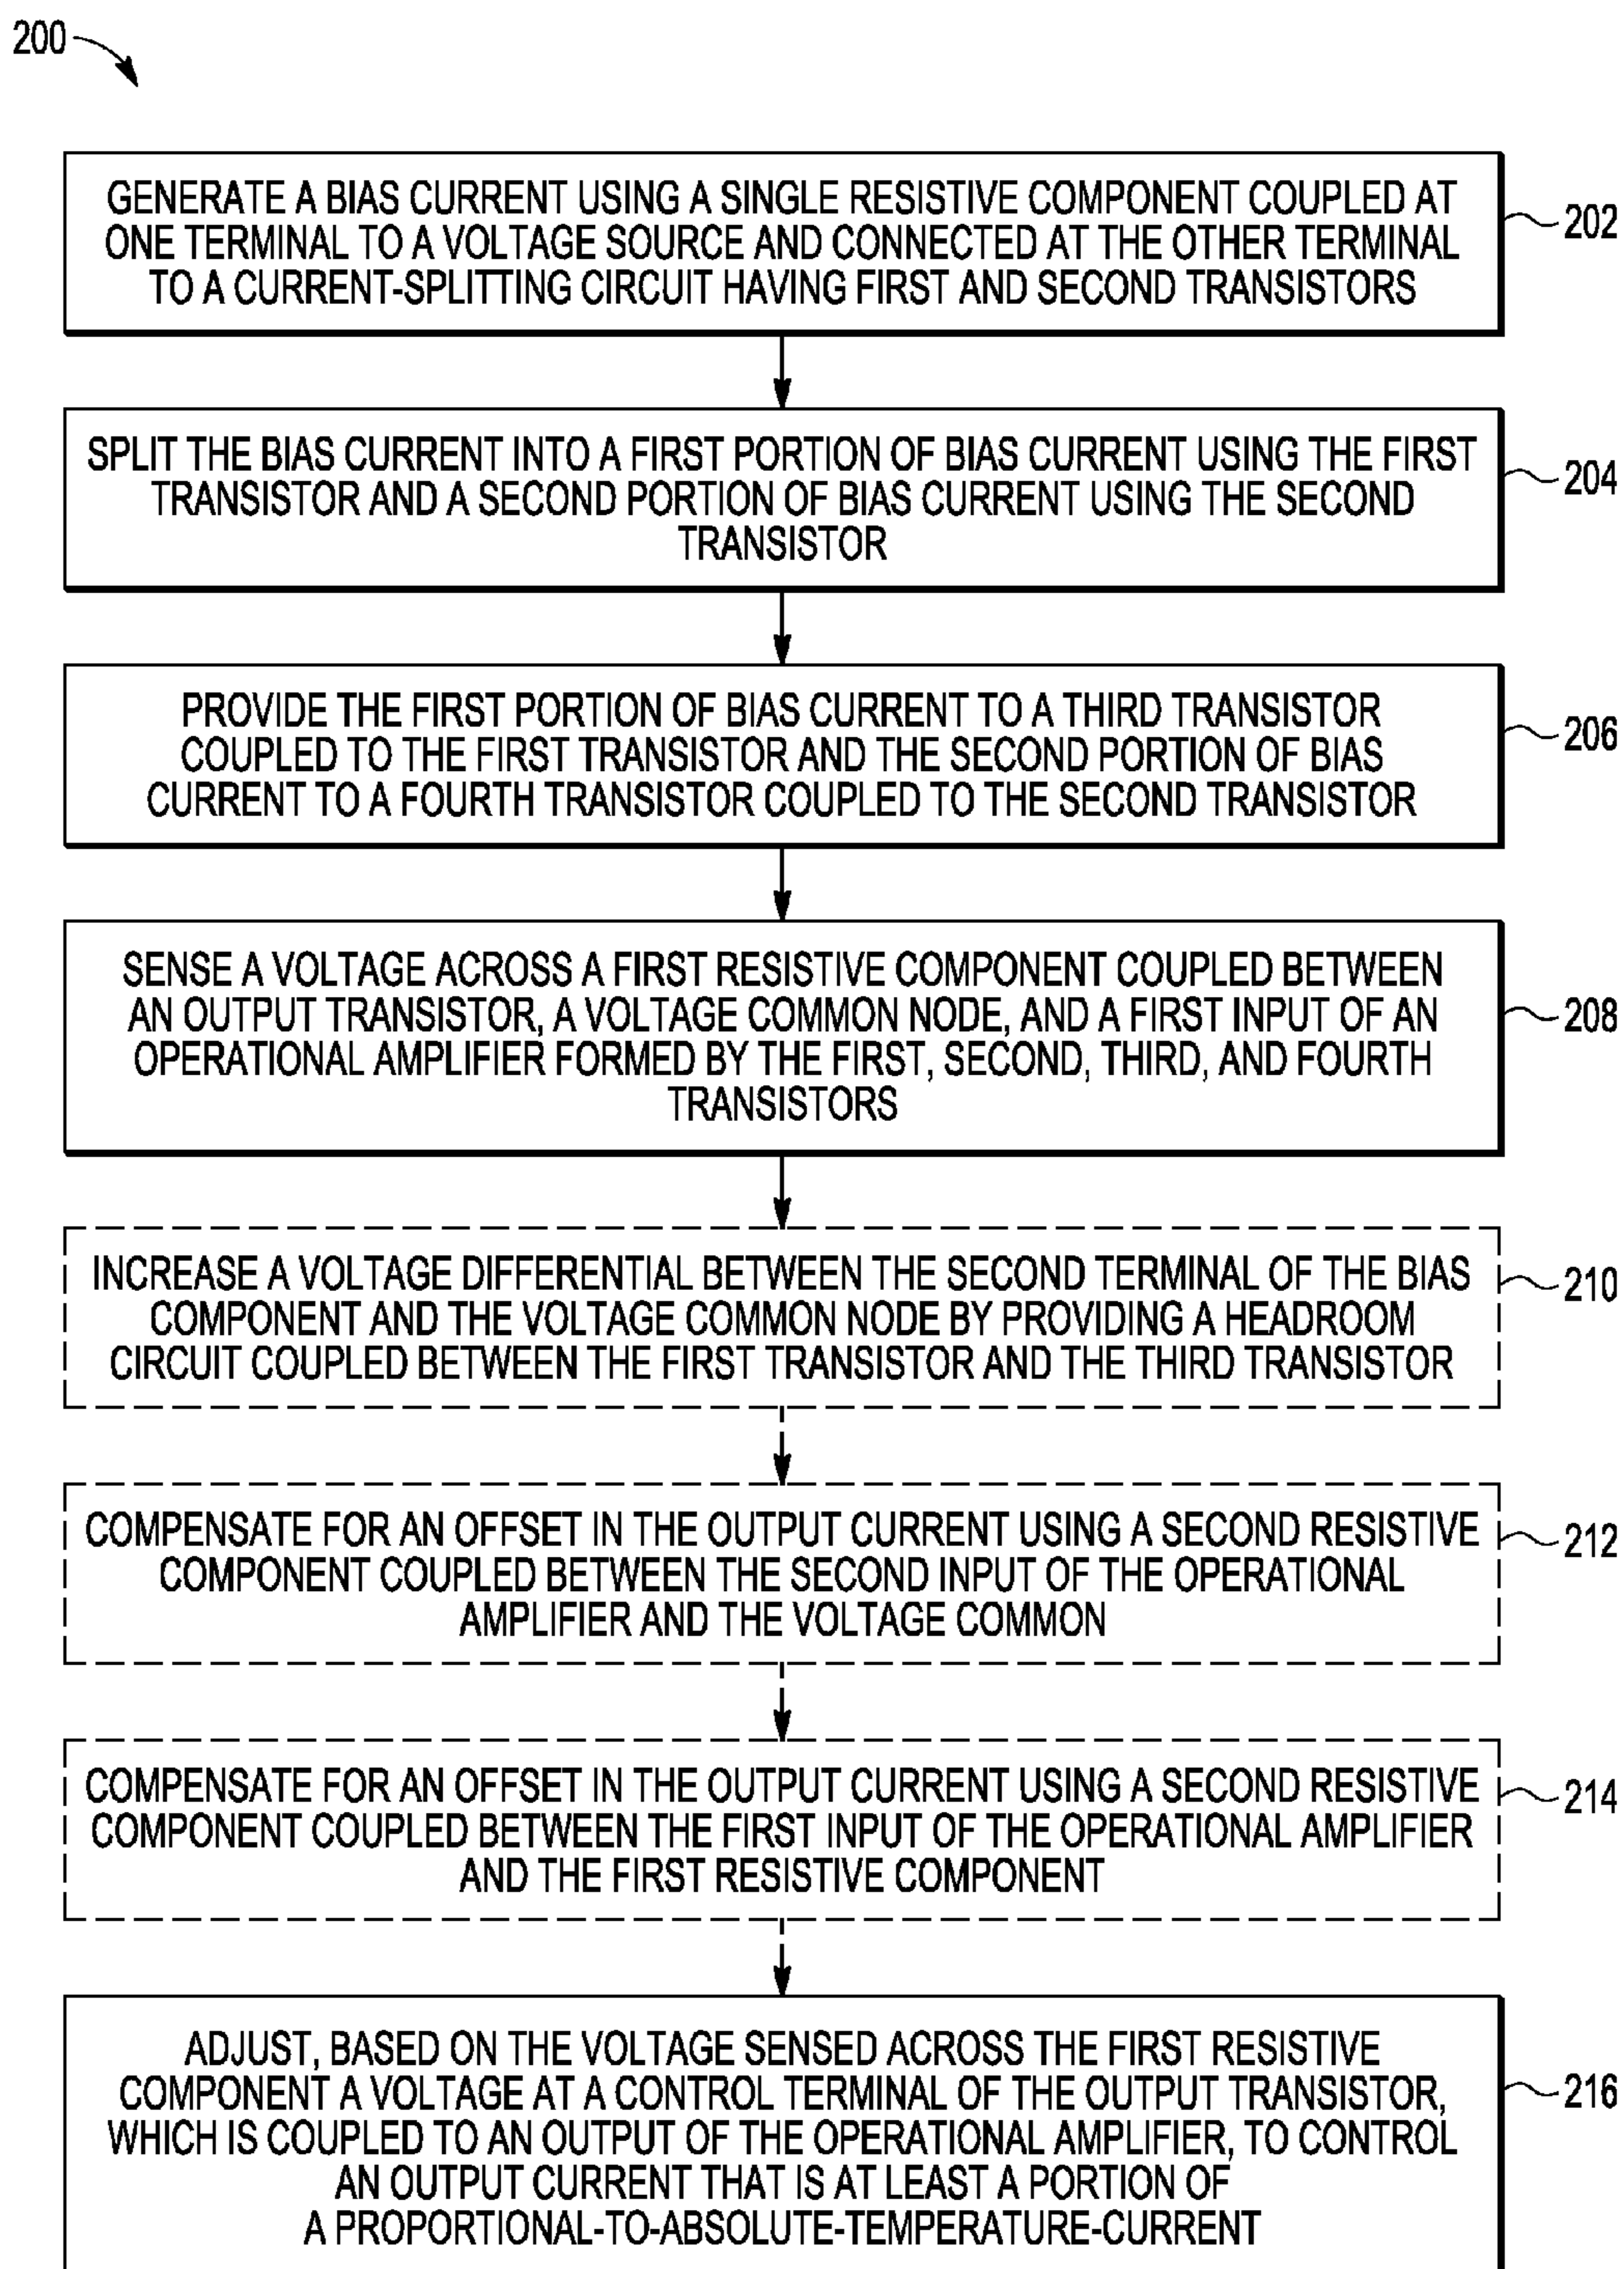 200
GENERATE A BIAS CURRENT USING A SINGLE RESISTIVE COMPONENT COUPLED AT
ONE TERMINAL TO A VOLTAGE SOURCE AND CONNECTED AT THE OTHER TERMINAL
TO A CURRENT-SPLITTING CIRCUIT HAVING FIRST AND SECOND TRANSISTORS
202
SPLIT THE BIAS CURRENT INTO A FIRST PORTION OF BIAS CURRENT USING THE FIRST
TRANSISTOR AND A SECOND PORTION OF BIAS CURRENT USING THE SECOND
TRANSISTOR
204
PROVIDE THE FIRST PORTION OF BIAS CURRENT TO A THIRD TRANSISTOR
COUPLED TO THE FIRST TRANSISTOR AND THE SECOND PORTION OF BIAS
CURRENT TO A FOURTH TRANSISTOR COUPLED TO THE SECOND TRANSISTOR
206
SENSE A VOLTAGE ACROSS A FIRST RESISTIVE COMPONENT COUPLED BETWEEN
AN OUTPUT TRANSISTOR, A VOLTAGE COMMON NODE, AND A FIRST INPUT OF AN
OPERATIONAL AMPLIFIER FORMED BY THE FIRST, SECOND, THIRD, AND FOURTH
TRANSISTORS
208
INCREASE A VOLTAGE DIFFERENTIAL BETWEEN THE SECOND TERMINAL OF THE BIAS
COMPONENT AND THE VOLTAGE COMMON NODE BY PROVIDING A HEADROOM
CIRCUIT COUPLED BETWEEN THE FIRST TRANSISTOR AND THE THIRD TRANSISTOR
210
COMPENSATE FOR AN OFFSET IN THE OUTPUT CURRENT USING A SECOND RESISTIVE
COMPONENT COUPLED BETWEEN THE SECOND INPUT OF THE OPERATIONAL
AMPLIFIER AND THE VOLTAGE COMMON
212
COMPENSATE FOR AN OFFSET IN THE OUTPUT CURRENT USING A SECOND RESISTIVE
COMPONENT COUPLED BETWEEN THE FIRST INPUT OF THE OPERATIONAL AMPLIFIER
AND THE FIRST RESISTIVE COMPONENT
214
ADJUST, BASED ON THE VOLTAGE SENSED ACROSS THE FIRST RESISTIVE
COMPONENT A VOLTAGE AT A CONTROL TERMINAL OF THE OUTPUT TRANSISTOR,
WHICH IS COUPLED TO AN OUTPUT OF THE OPERATIONAL AMPLIFIER, TO CONTROL
AN OUTPUT CURRENT THAT IS AT LEAST A PORTION OF
A PROPORTIONAL-TO-ABSOLUTE-TEMPERATURE-CURRENT
216